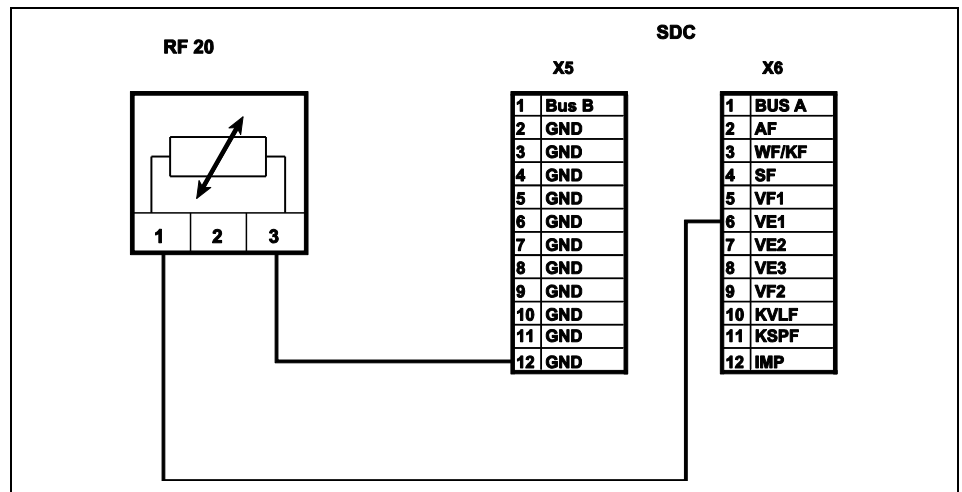 RF 20
SDC
X5
X6
1 2 3
1 Bus B
2 GND
3 GND
4 GND
5 GND
6 GND
7 GND
8 GND
9 GND
10 GND
11 GND
12 GND
1 BUS A
2 AF
3 WF/KF
4 SF
5 VF1
6 VE1
7 VE2
8 VE3
9 VF2
10 KVLF
11 KSPF
12 IMP